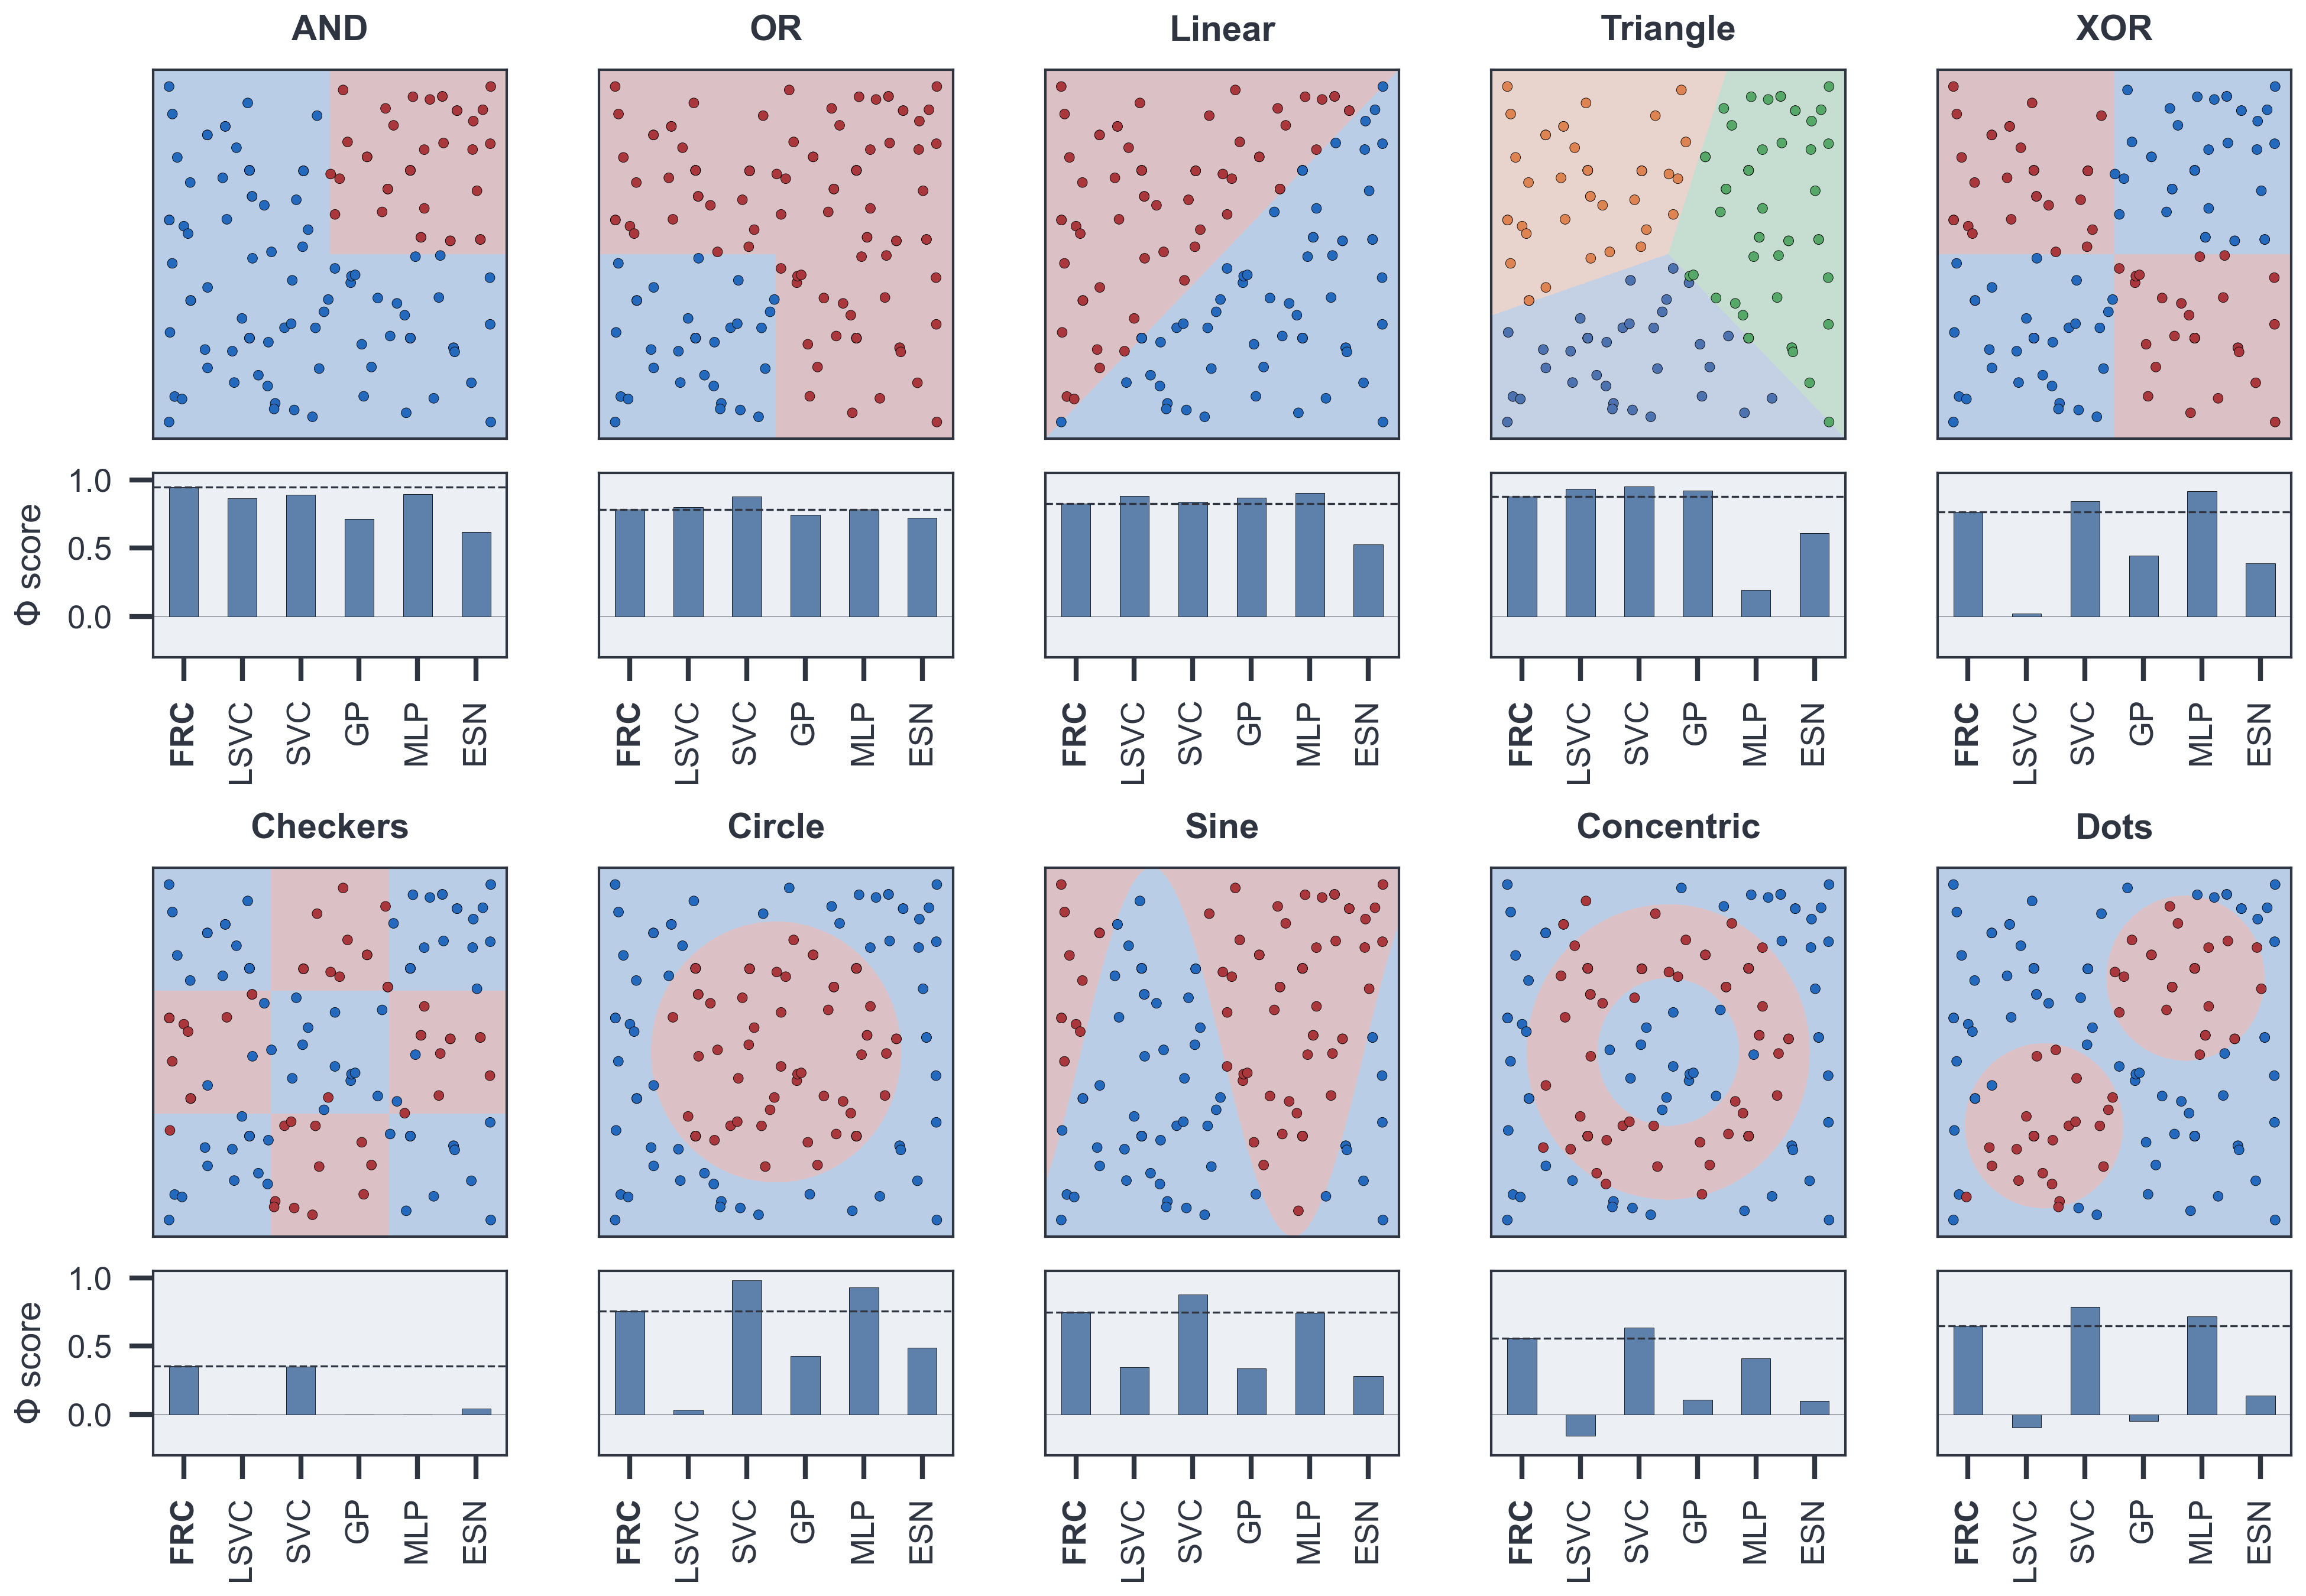 AND OR Linear Triangle XOR
1.0
0.5
0.0
Φ score
FRC LSVC SVC GP MLP ESN FRC LSVC SVC GP MLP ESN FRC LSVC SVC GP MLP ESN FRC LSVC SVC GP MLP ESN FRC LSVC SVC GP MLP ESN
Checkers Circle Sine Concentric Dots
1.0
0.5
0.0
Φ score
FRC LSVC SVC GP MLP ESN FRC LSVC SVC GP MLP ESN FRC LSVC SVC GP MLP ESN FRC LSVC SVC GP MLP ESN FRC LSVC SVC GP MLP ESN